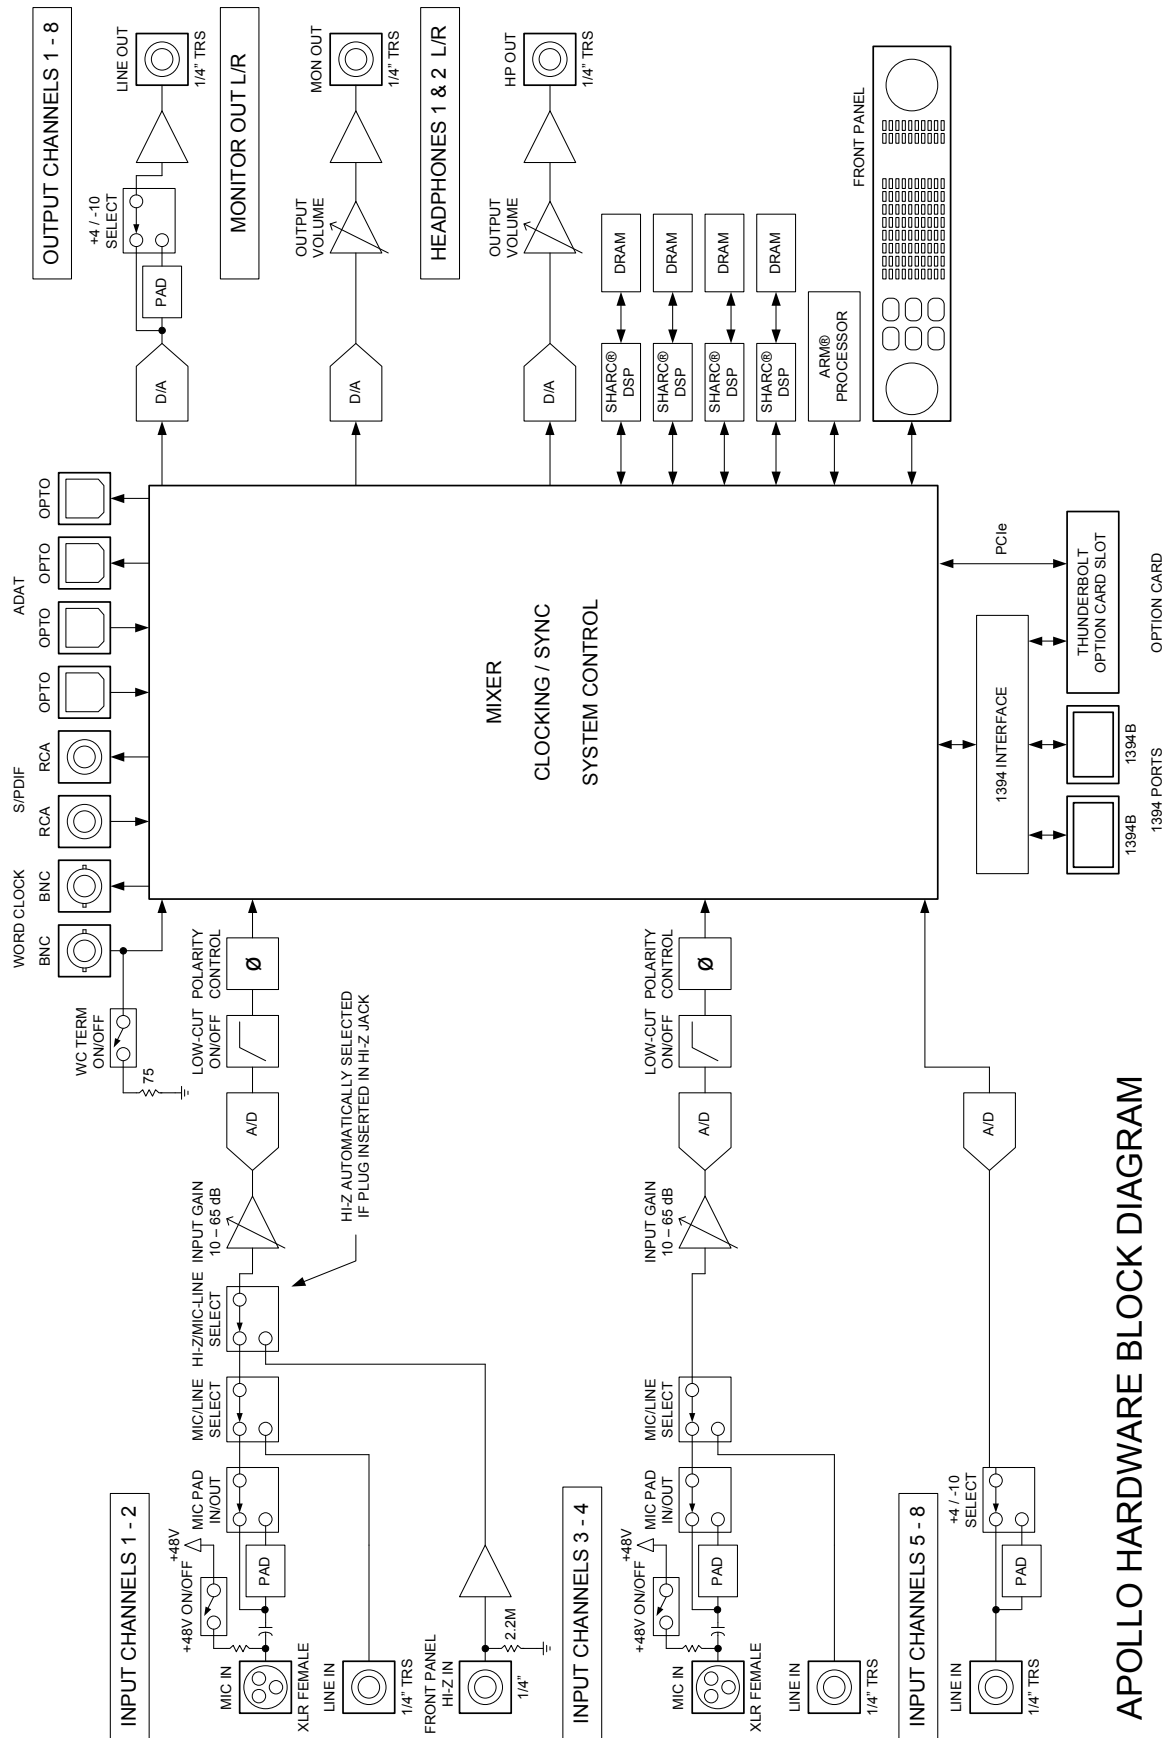 APOLLO HARDWARE BLOCK DIAGRAM
INPUT CHANNELS 1 - 2
MIC IN
XLR FEMALE
+48V ON/OFF
+48V
PAD
MIC PAD
IN/OUT
MIC/LINE
SELECT
HI-Z/MIC-LINE
SELECT
INPUT GAIN
10 – 65 dB
A/D
LOW-CUT
ON/OFF
POLARITY
CONTROL
Ø
LINE IN
1/4" TRS
FRONT PANEL
HI-Z IN
1/4"
2.2M
HI-Z AUTOMATICALLY SELECTED
IF PLUG INSERTED IN HI-Z JACK
WC TERM
ON/OFF
75
INPUT CHANNELS 3 - 4
MIC IN
XLR FEMALE
+48V ON/OFF
+48V
PAD
MIC PAD
IN/OUT
MIC/LINE
SELECT
INPUT GAIN
10 – 65 dB
A/D
LOW-CUT
ON/OFF
POLARITY
CONTROL
Ø
LINE IN
1/4" TRS
INPUT CHANNELS 5 - 8
LINE IN
1/4" TRS
PAD
+4 / -10
SELECT
A/D
WORD CLOCK
BNC
BNC
S/PDIF
RCA
RCA
ADAT
OPTO
OPTO
OPTO
OPTO
MIXER
CLOCKING / SYNC
SYSTEM CONTROL
1394 INTERFACE
1394B
1394B
1394 PORTS
PCIe
THUNDERBOLT
OPTION CARD SLOT
OPTION CARD
OUTPUT CHANNELS 1 - 8
D/A
PAD
+4 / -10
SELECT
LINE OUT
1/4" TRS
MONITOR OUT L/R
D/A
OUTPUT
VOLUME
MON OUT
1/4" TRS
HEADPHONES 1 & 2 L/R
D/A
OUTPUT
VOLUME
HP OUT
1/4" TRS
SHARC®
DSP
DRAM
SHARC®
DSP
DRAM
SHARC®
DSP
DRAM
SHARC®
DSP
DRAM
ARM®
PROCESSOR
FRONT PANEL